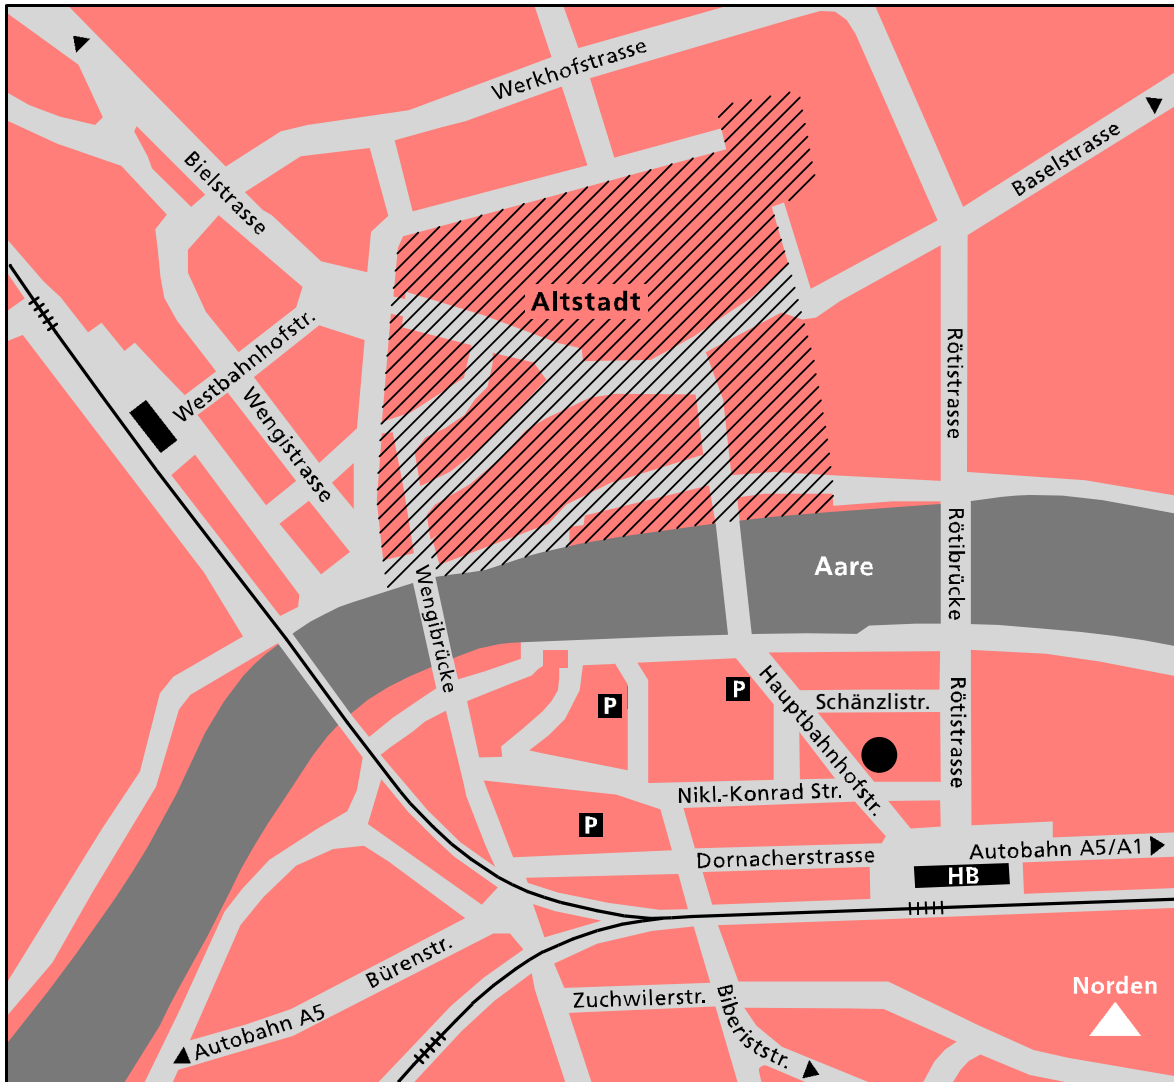 Werkhofstrasse
Bielstrasse
Baselstrasse
Altstadt
Westbahnhofstr.
Wengistrasse
Rötistrasse
Rötibrücke
Aare
Wengibrücke
P
P
Hauptbahnhofstr.
Schänzlistr.
Rötistrasse
Nikl.-Konrad Str.
P
Dornacherstrasse
Autobahn A5/A1
HB
Bürenstr.
Autobahn A5
Zuchwilerstr.
Biberiststr.
Norden